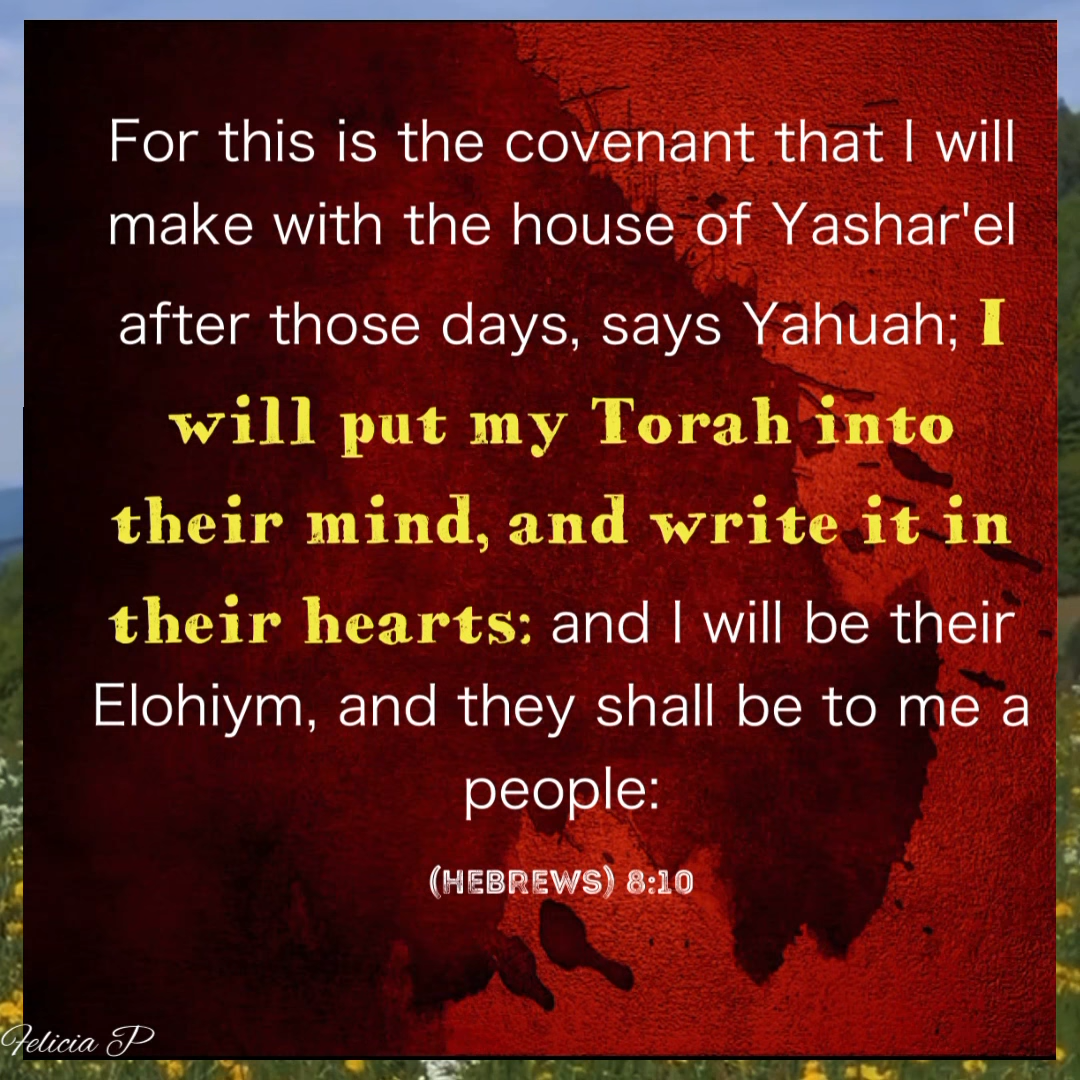 For this is the covenant that I will
make with the house of Yashar'el
after those days, says Yahuah; I
will put my Torah into
their mind, and write it in
their hearts: and I will be their
Elohiym, and they shall be to me a
people:
(HEBREWS) 8:10
Felicia P